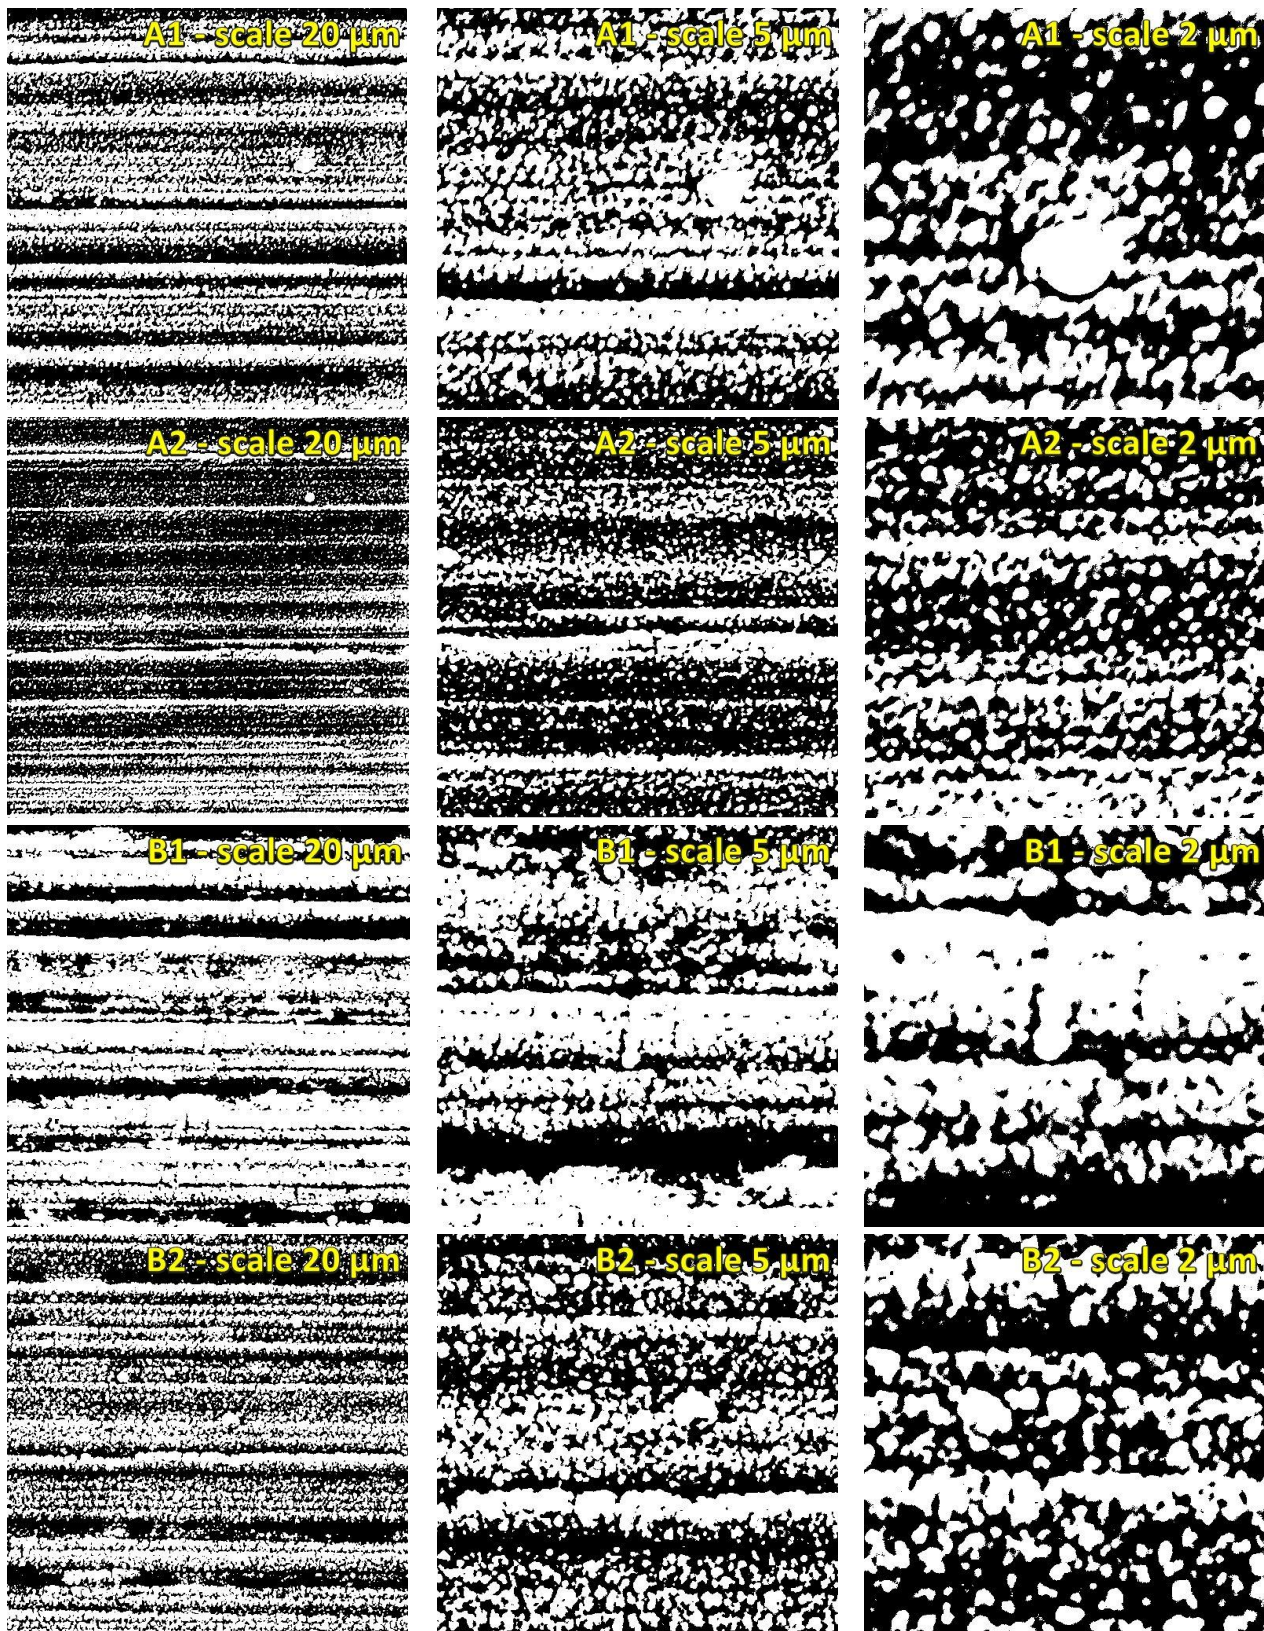 A1 - scale 20 µm
A1 - scale 5 µm
A1 - scale 2 µm
A2 - scale 20 µm
A2 - scale 5 µm
A2 - scale 2 µm
B1 - scale 20 µm
B1 - scale 5 µm
B1 - scale 2 µm
B2 - scale 20 µm
B2 - scale 5 µm
B2 - scale 2 µm